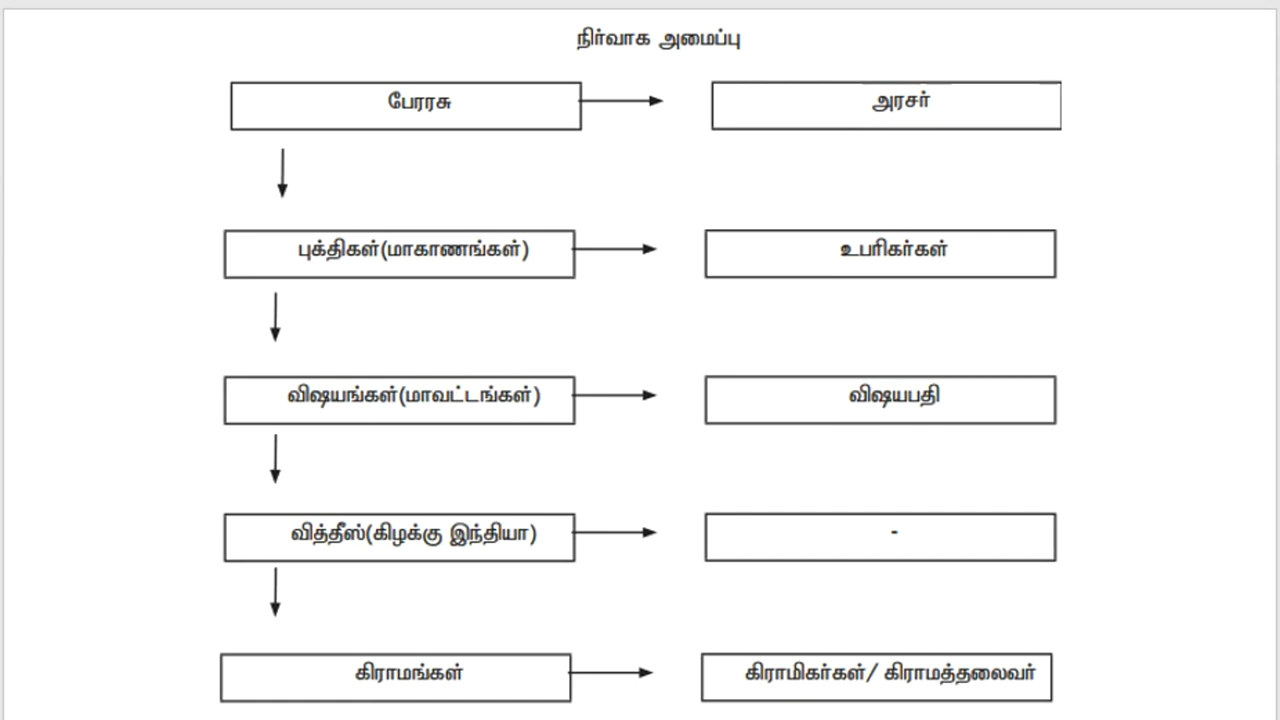 நிர்வாக அமைப்பு
பேரரசு
அரசர்
புக்திகள்(மாகாணங்கள்)
உபரிகர்கள்
விஷயங்கள்(மாவட்டங்கள்)
விஷயபதி
வித்தீஸ்(கிழக்கு இந்தியா)
-
கிராமங்கள்
கிராமிகர்கள்/ கிராமத்தலைவர்